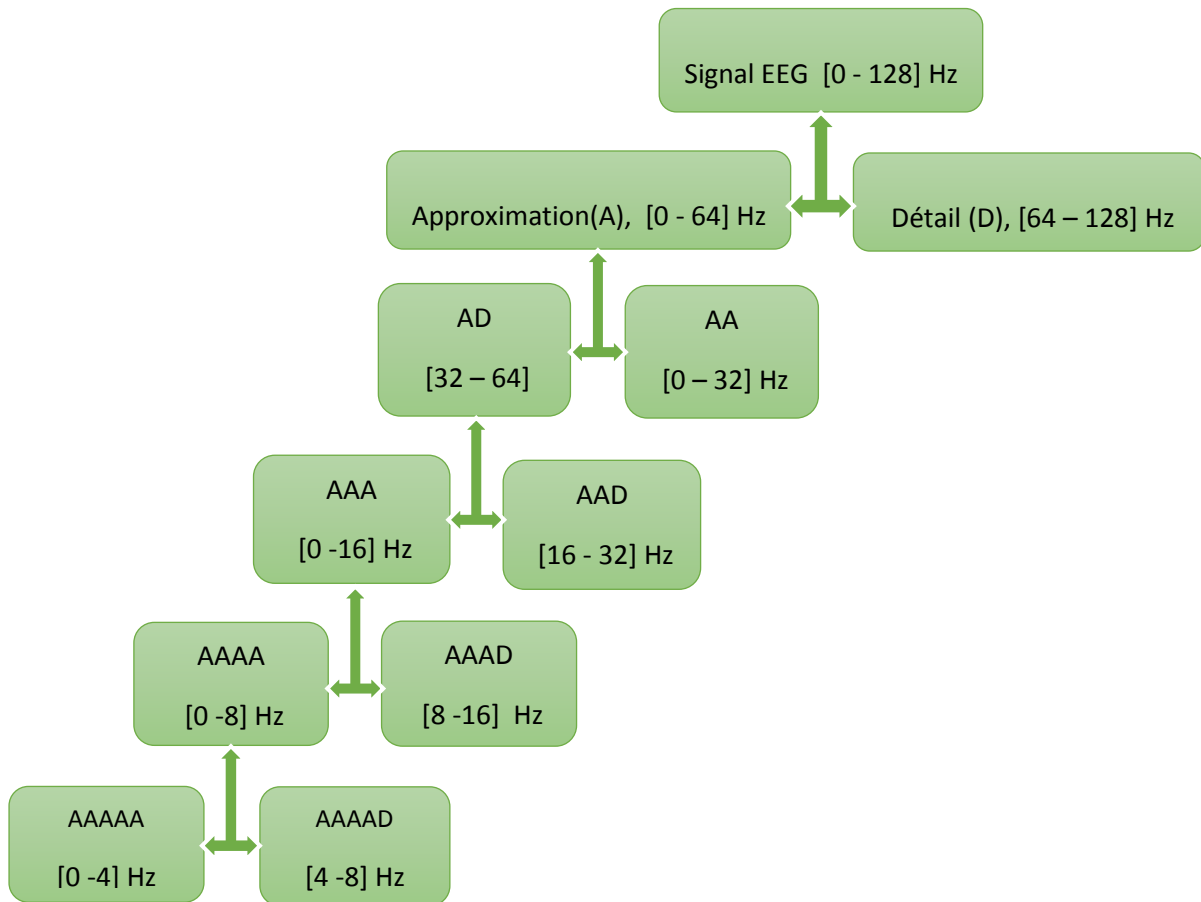 Signal EEG  [0 - 128] Hz
Approximation(A),  [0 - 64] Hz
Détail (D), [64 – 128] Hz
AD
[32 – 64]
AA
[0 – 32] Hz
AAA
[0 -16] Hz
AAD
[16 - 32] Hz
AAAA
[0 -8] Hz
AAAD
[8 -16]  Hz
AAAAA
[0 -4] Hz
AAAAD
[4 -8] Hz